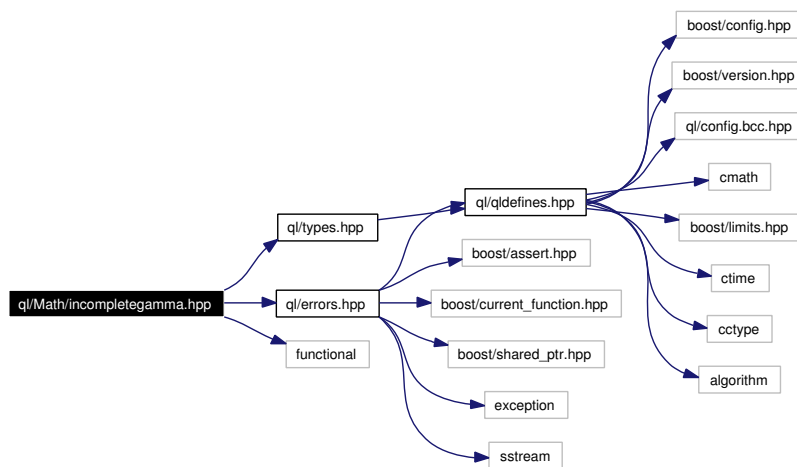 boost/config.hpp
boost/version.hpp
ql/config.bcc.hpp
cmath
ql/qldefines.hpp
boost/limits.hpp
ql/types.hpp
boost/assert.hpp
ctime
ql/Math/incompletegamma.hpp
ql/errors.hpp
boost/current_function.hpp
cctype
functional
boost/shared_ptr.hpp
algorithm
exception
sstream